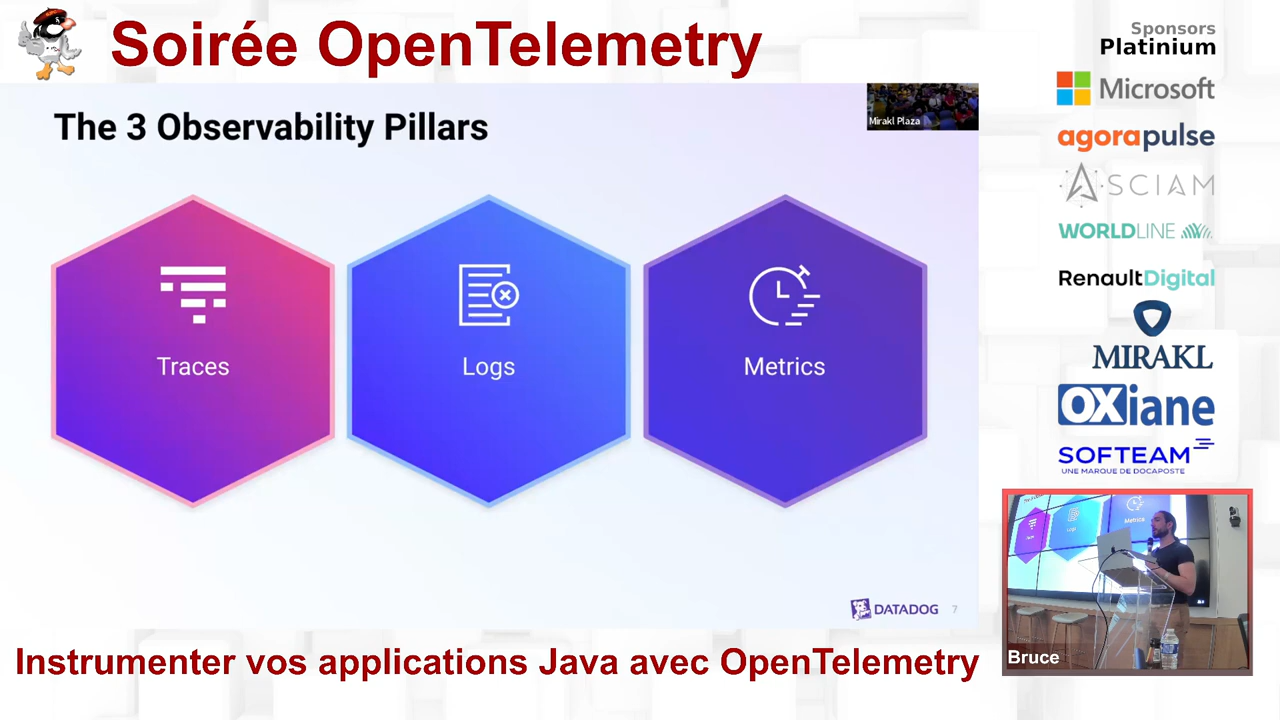 Soirée OpenTelemetry
Sponsors
Platinium
Microsoft
agorapulse
ASCIAM
WORLDLINE
RenaultDigital
MIRAKL
OXiane
SOFTEAM
UNE MARQUE DE DOCAPOSTE
The 3 Observability Pillars
Mirakl Plaza
Traces
Logs
Metrics
DATADOG
7
Metrics
Bruce
Instrumenter vos applications Java avec OpenTelemetry